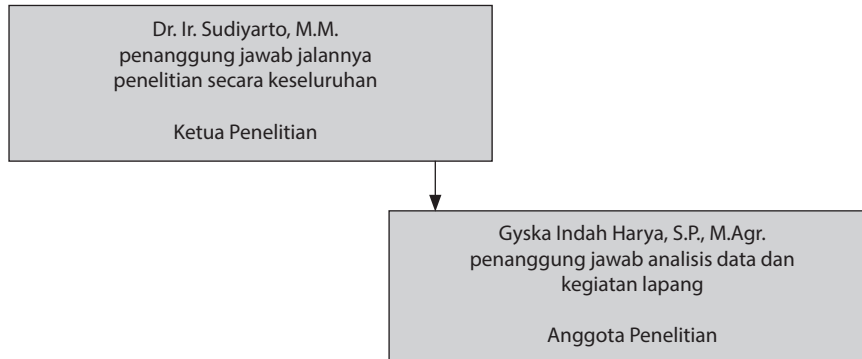 Dr. Ir. Sudiyarto, M.M.
penanggung jawab jalannya
penelitian secara keseluruhan
Ketua Penelitian
Gyska Indah Harya, S.P., M.Agr.
penanggung jawab analisis data dan
kegiatan lapang
Anggota Penelitian